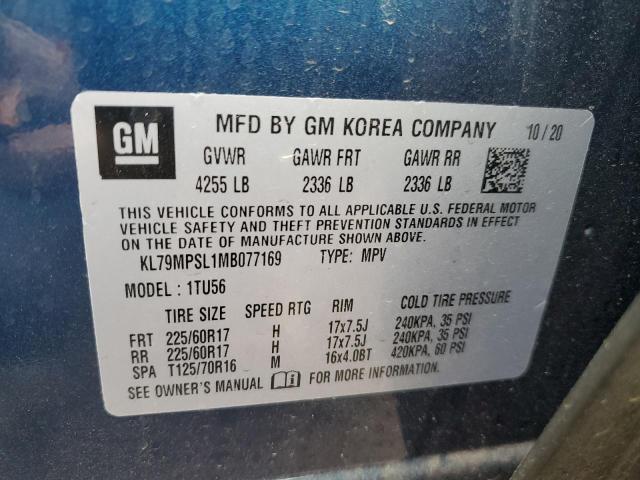 GM MFD BY GM KOREA COMPANY 10/20
GVWR GAWR FRT GAWR RR
4255 LB 2336 LB 2336 LB
THIS VEHICLE CONFORMS TO ALL APPLICABLE U.S. FEDERAL MOTOR
VEHICLE SAFETY, BUMPER, AND THEFT PREVENTION STANDARDS IN EFFECT
ON THE DATE OF MANUFACTURE SHOWN ABOVE.
KL79MPSL1MB077169 TYPE: MPV
MODEL : 1TU56
TIRE SIZE SPEED RTG RIM COLD TIRE PRESSURE
FRT 225/60R17 H 17x7.5J 240KPA, 35 PSI
RR 225/60R17 H 17x7.5J 240KPA, 35 PSI
SPA T125/70R16 M 16x4.0BT 420KPA, 60 PSI
SEE OWNER'S MANUAL FOR MORE INFORMATION.